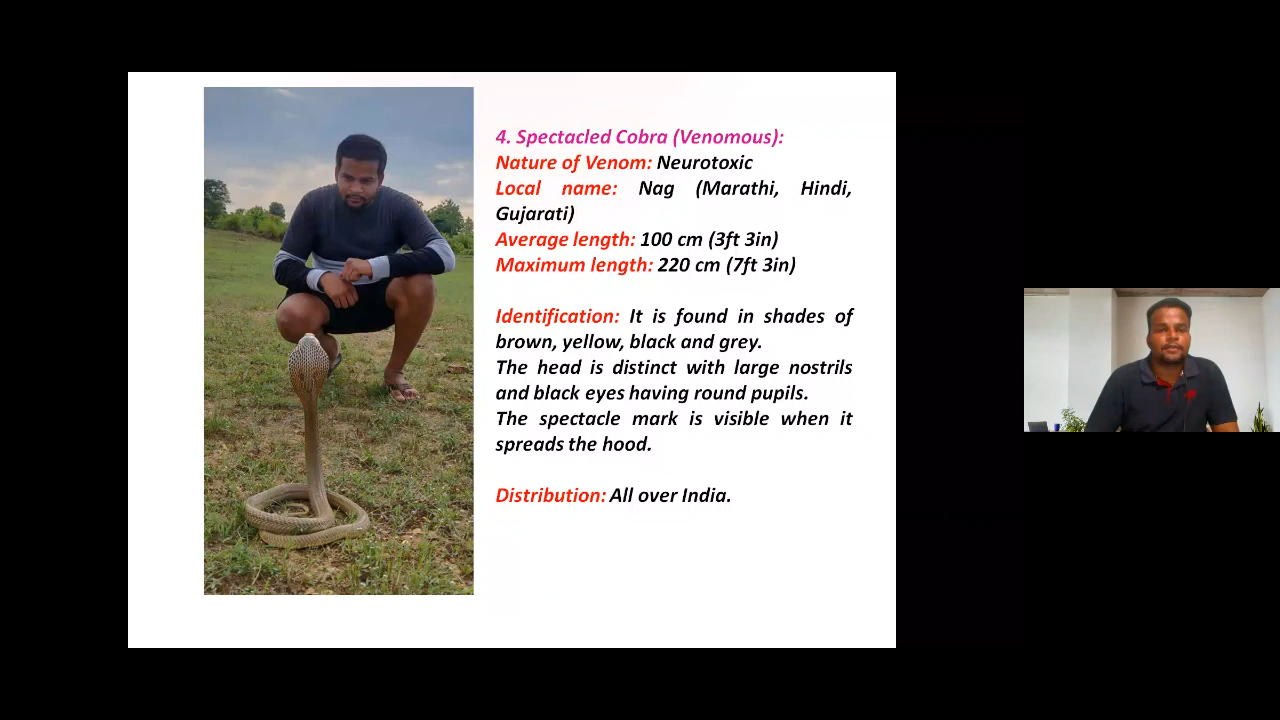 4. Spectacled Cobra (Venomous):
Nature of Venom: Neurotoxic
Local name: Nag (Marathi, Hindi,
Gujarati)
Average length: 100 cm (3ft 3in)
Maximum length: 220 cm (7ft 3in)
Identification: It is found in shades of
brown, yellow, black and grey.
The head is distinct with large nostrils
and black eyes having round pupils.
The spectacle mark is visible when it
spreads the hood.
Distribution: All over India.